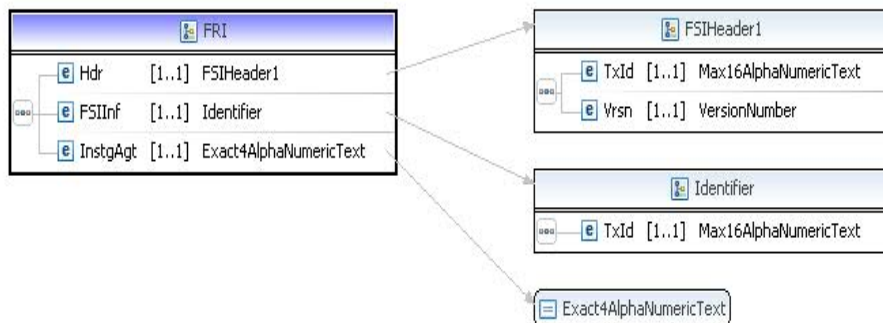 FRI
Hdr [1..1] FSIHeader1
FSIInf [1..1] Identifier
InstgAgt [1..1] Exact4AlphaNumericText
FSIHeader1
TxId [1..1] Max16AlphaNumericText
Vrsn [1..1] VersionNumber
Identifier
TxId [1..1] Max16AlphaNumericText
Exact4AlphaNumericText